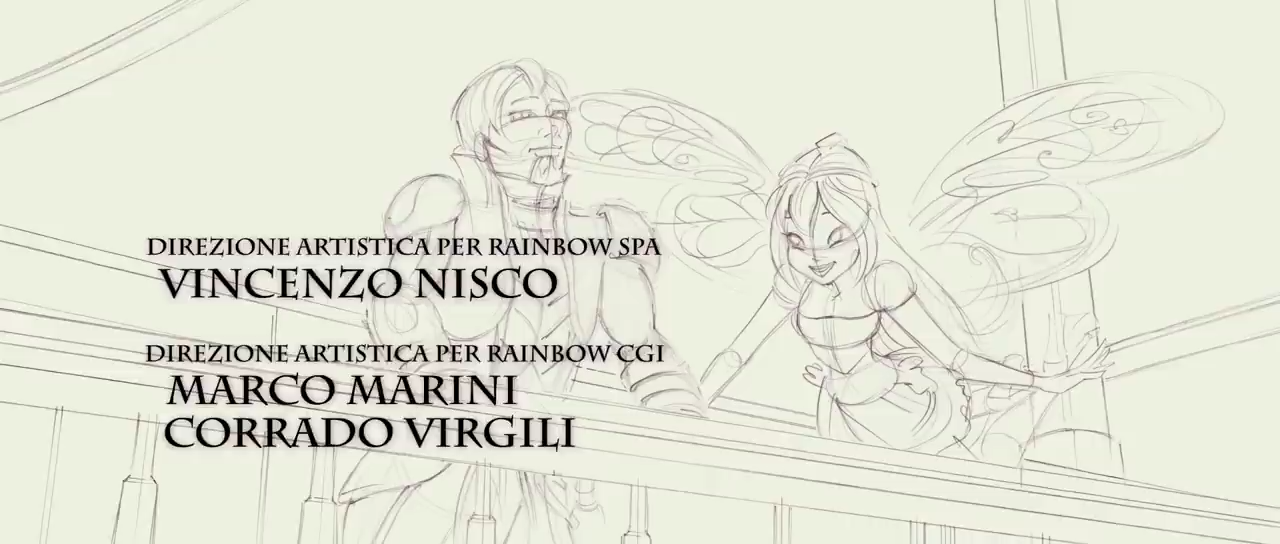 DIREZIONE ARTISTICA PER RAINBOW SPA
VINCENZO NISCO
DIREZIONE ARTISTICA PER RAINBOW CGI
MARCO MARINI
CORRADO VIRGILI